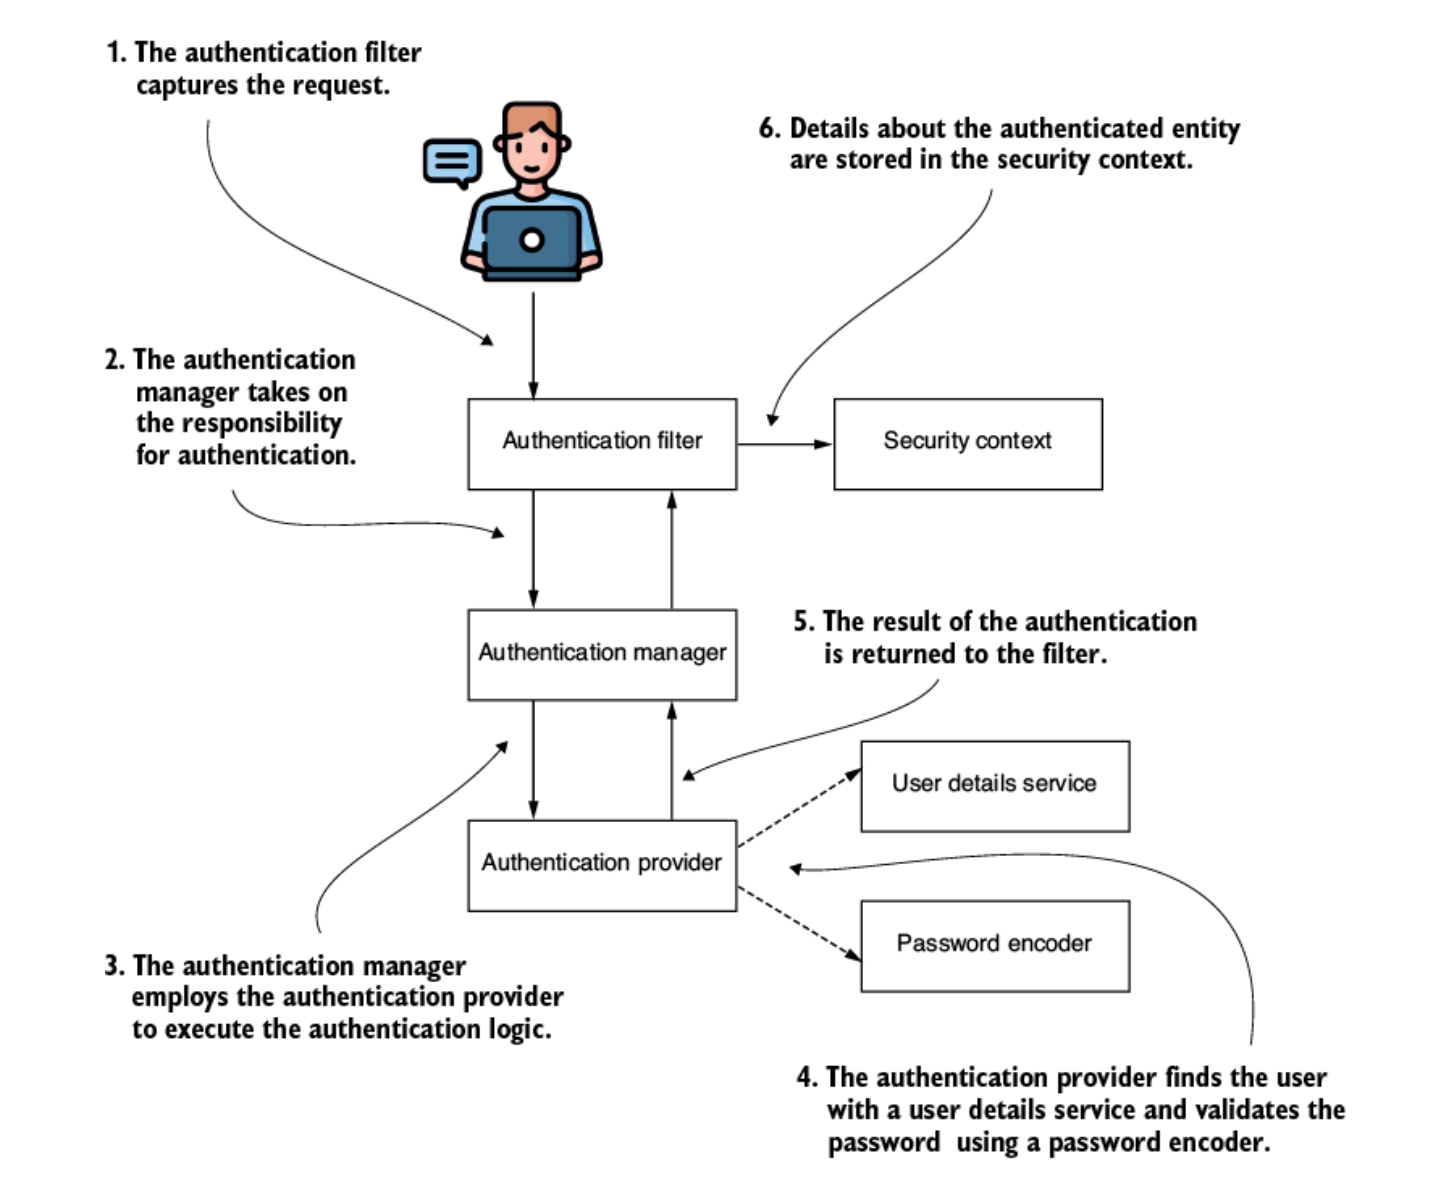 1. The authentication filter
captures the request.
6. Details about the authenticated entity
are stored in the security context.
2. The authentication
manager takes on
the responsibility
for authentication.
Authentication filter
Security context
Authentication manager
5. The result of the authentication
is returned to the filter.
User details service
Authentication provider
Password encoder
3. The authentication manager
employs the authentication provider
to execute the authentication logic.
4. The authentication provider finds the user
with a user details service and validates the
password  using a password encoder.